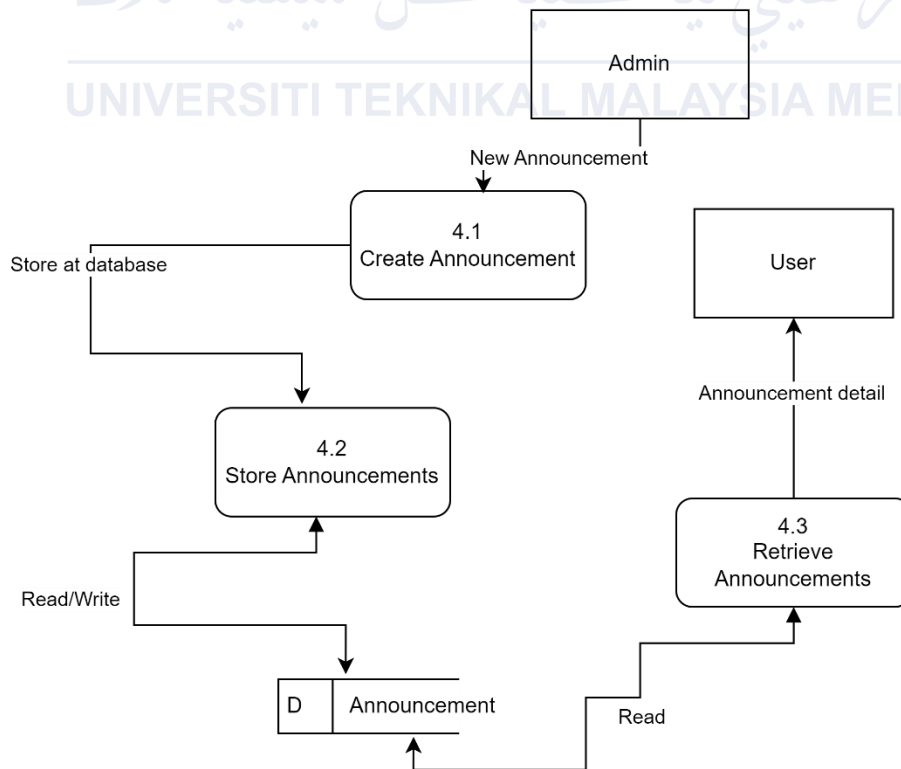 UNIVERSITI TEKNIKAL MALAYSIA
Admin
New Announcement
4.1
Create Announcement
Store at database
User
Announcement detail
4.2
Store Announcements
4.3
Retrieve
Announcements
Read/Write
D
Announcement
Read